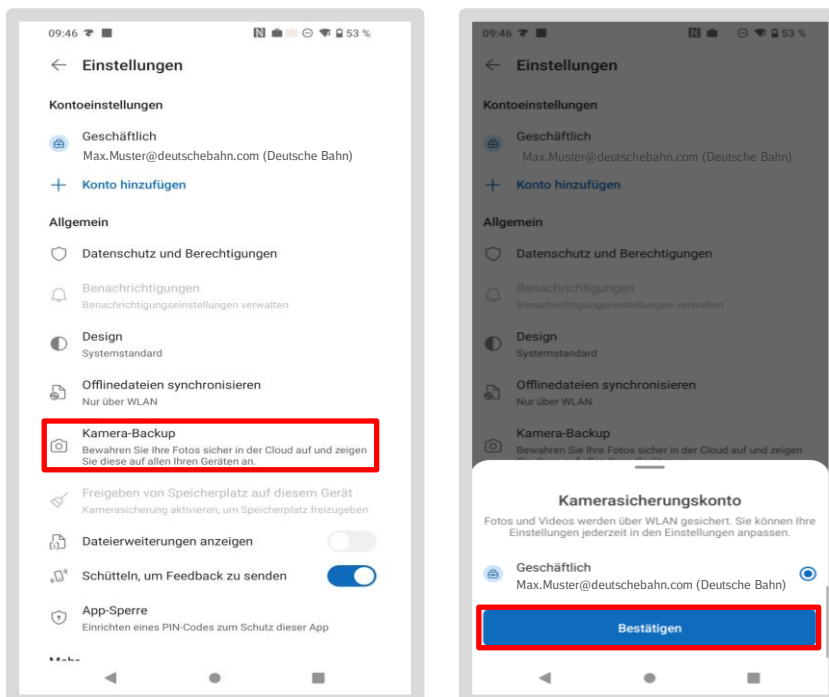 09:46 53 %
Einstellungen
Kontoeinstellungen
Geschäftlich
Max.Muster@deutschebahn.com (Deutsche Bahn)
Konto hinzufügen
Allgemein
Datenschutz und Berechtigungen
Benachrichtigungen
Benachrichtigungseinstellungen verwalten
Design
Systemstandard
Offlinedateien synchronisieren
Nur über WLAN
Kamera-Backup
Bewahren Sie Ihre Fotos sicher in der Cloud auf und zeigen
Sie diese auf allen Ihren Geräten an.
Freigeben von Speicherplatz auf diesem Gerät
Kamerasicherung aktivieren, um Speicherplatz freizugeben
Dateierweiterungen anzeigen
Schütteln, um Feedback zu senden
App-Sperre
Einrichten eines PIN-Codes zum Schutz dieser App
09:46 53 %
Einstellungen
Kontoeinstellungen
Geschäftlich
Max.Muster@deutschebahn.com (Deutsche Bahn)
Konto hinzufügen
Allgemein
Datenschutz und Berechtigungen
Benachrichtigungen
Benachrichtigungseinstellungen verwalten
Design
Systemstandard
Offlinedateien synchronisieren
Nur über WLAN
Kamera-Backup
Bewahren Sie Ihre Fotos sicher in der Cloud auf und zeigen
Kamerasicherungskonto
Fotos und Videos werden über WLAN gesichert. Sie können Ihre
Einstellungen jederzeit in den Einstellungen anpassen.
Geschäftlich
Max.Muster@deutschebahn.com (Deutsche Bahn)
Bestätigen